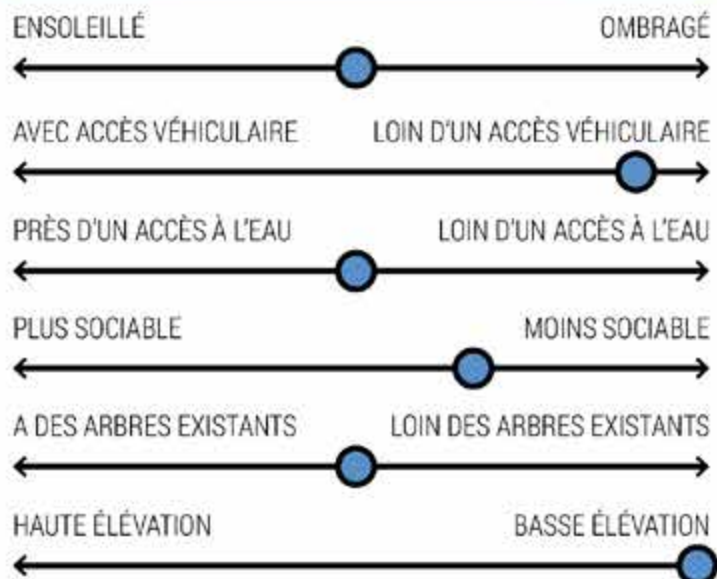 ENSOLEILLÉ OMBRAGÉ
AVEC ACCÈS VÉHICULAIRE LOIN D'UN ACCÈS VÉHICULAIRE
PRÈS D'UN ACCÈS À L'EAU LOIN D'UN ACCÈS À L'EAU
PLUS SOCIABLE MOINS SOCIABLE
A DES ARBRES EXISTANTS LOIN DES ARBRES EXISTANTS
HAUTE ÉLÉVATION BASSE ÉLÉVATION